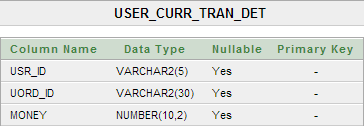 USER_CURR_TRAN_DET
Column Name Data Type Nullable Primary Key
USR_ID VARCHAR2(5) Yes -
UORD_ID VARCHAR2(30) Yes -
MONEY NUMBER(10,2) Yes -